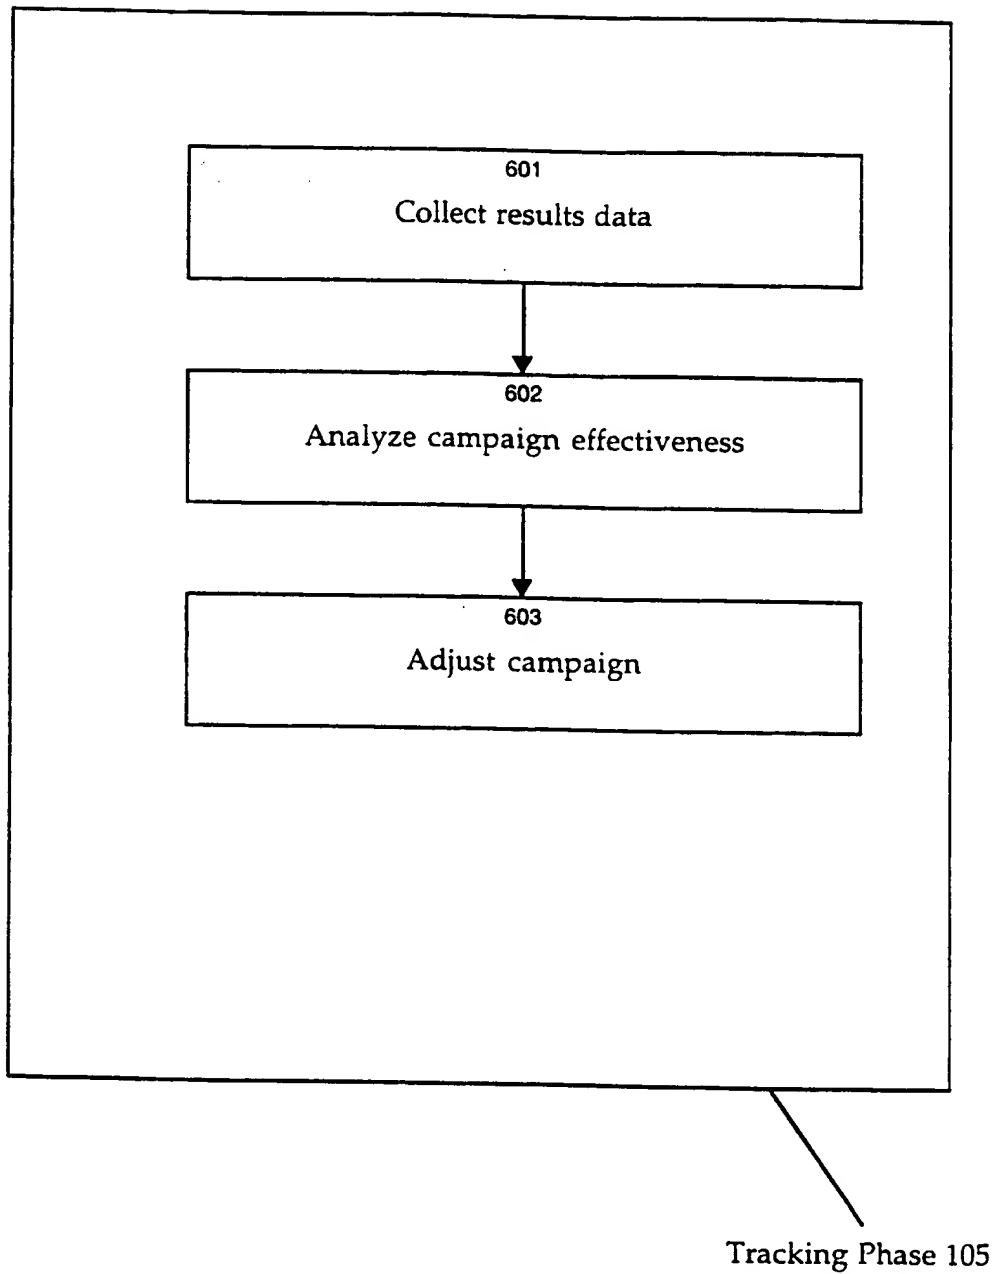 601
Collect results data
602
Analyze campaign effectiveness
603
Adjust campaign
Tracking Phase 105